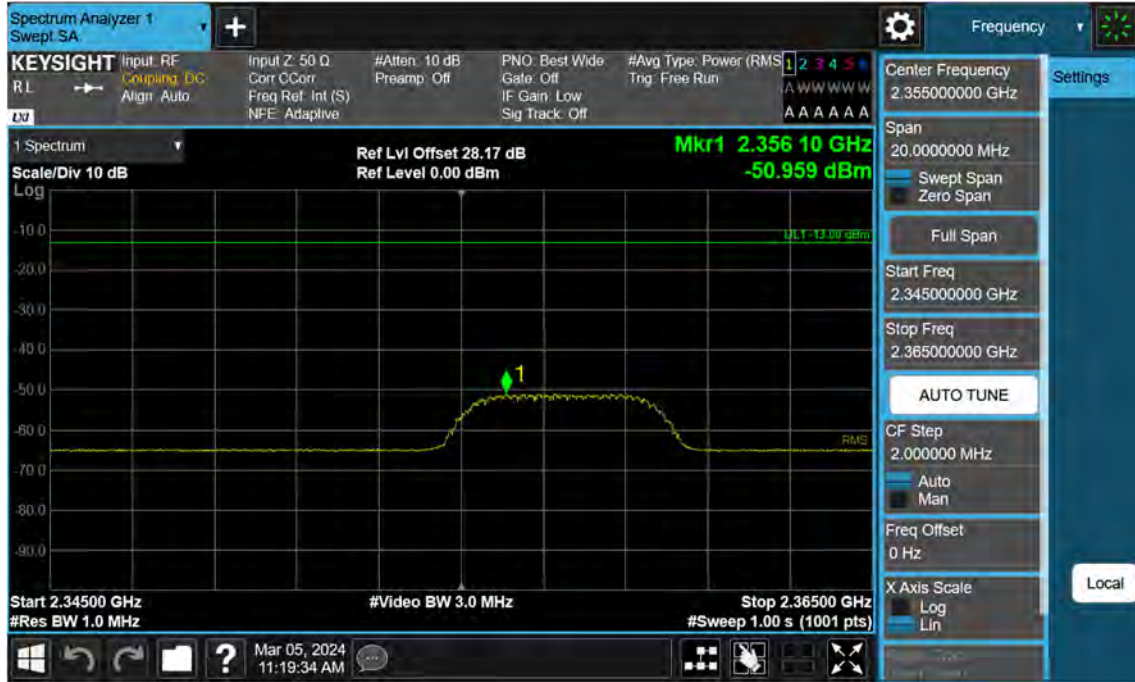 Spectrum Analyzer 1
Swept SA
+
Frequency
KEYSIGHT
RL
LXI
Input: RF
Coupling: DC
Align: Auto
Input Z: 50 Ω
Corr CCorr
Freq Ref: Int (S)
NFE: Adaptive
#Atten: 10 dB
Preamp: Off
PNO: Best Wide
Gate: Off
IF Gain: Low
Sig Track: Off
#Avg Type: Power (RMS
Trig: Free Run
1 2 3 4 5 6
A W W W W W
A A A A A A
1 Spectrum
Scale/Div 10 dB
Log
Ref Lvl Offset 28.17 dB
Ref Level 0.00 dBm
Mkr1 2.356 10 GHz
-50.959 dBm
DL1 -13.00 dBm
-10.0
-20.0
-30.0
-40.0
-50.0
-60.0
-70.0
-80.0
-90.0
1
RMS
Start 2.34500 GHz
#Res BW 1.0 MHz
#Video BW 3.0 MHz
Stop 2.36500 GHz
#Sweep 1.00 s (1001 pts)
Center Frequency
2.355000000 GHz
Settings
Span
20.0000000 MHz
Swept Span
Zero Span
Full Span
Start Freq
2.345000000 GHz
Stop Freq
2.365000000 GHz
AUTO TUNE
CF Step
2.000000 MHz
Auto
Man
Freq Offset
0 Hz
X Axis Scale
Log
Lin
Local
?
Mar 05, 2024
11:19:34 AM